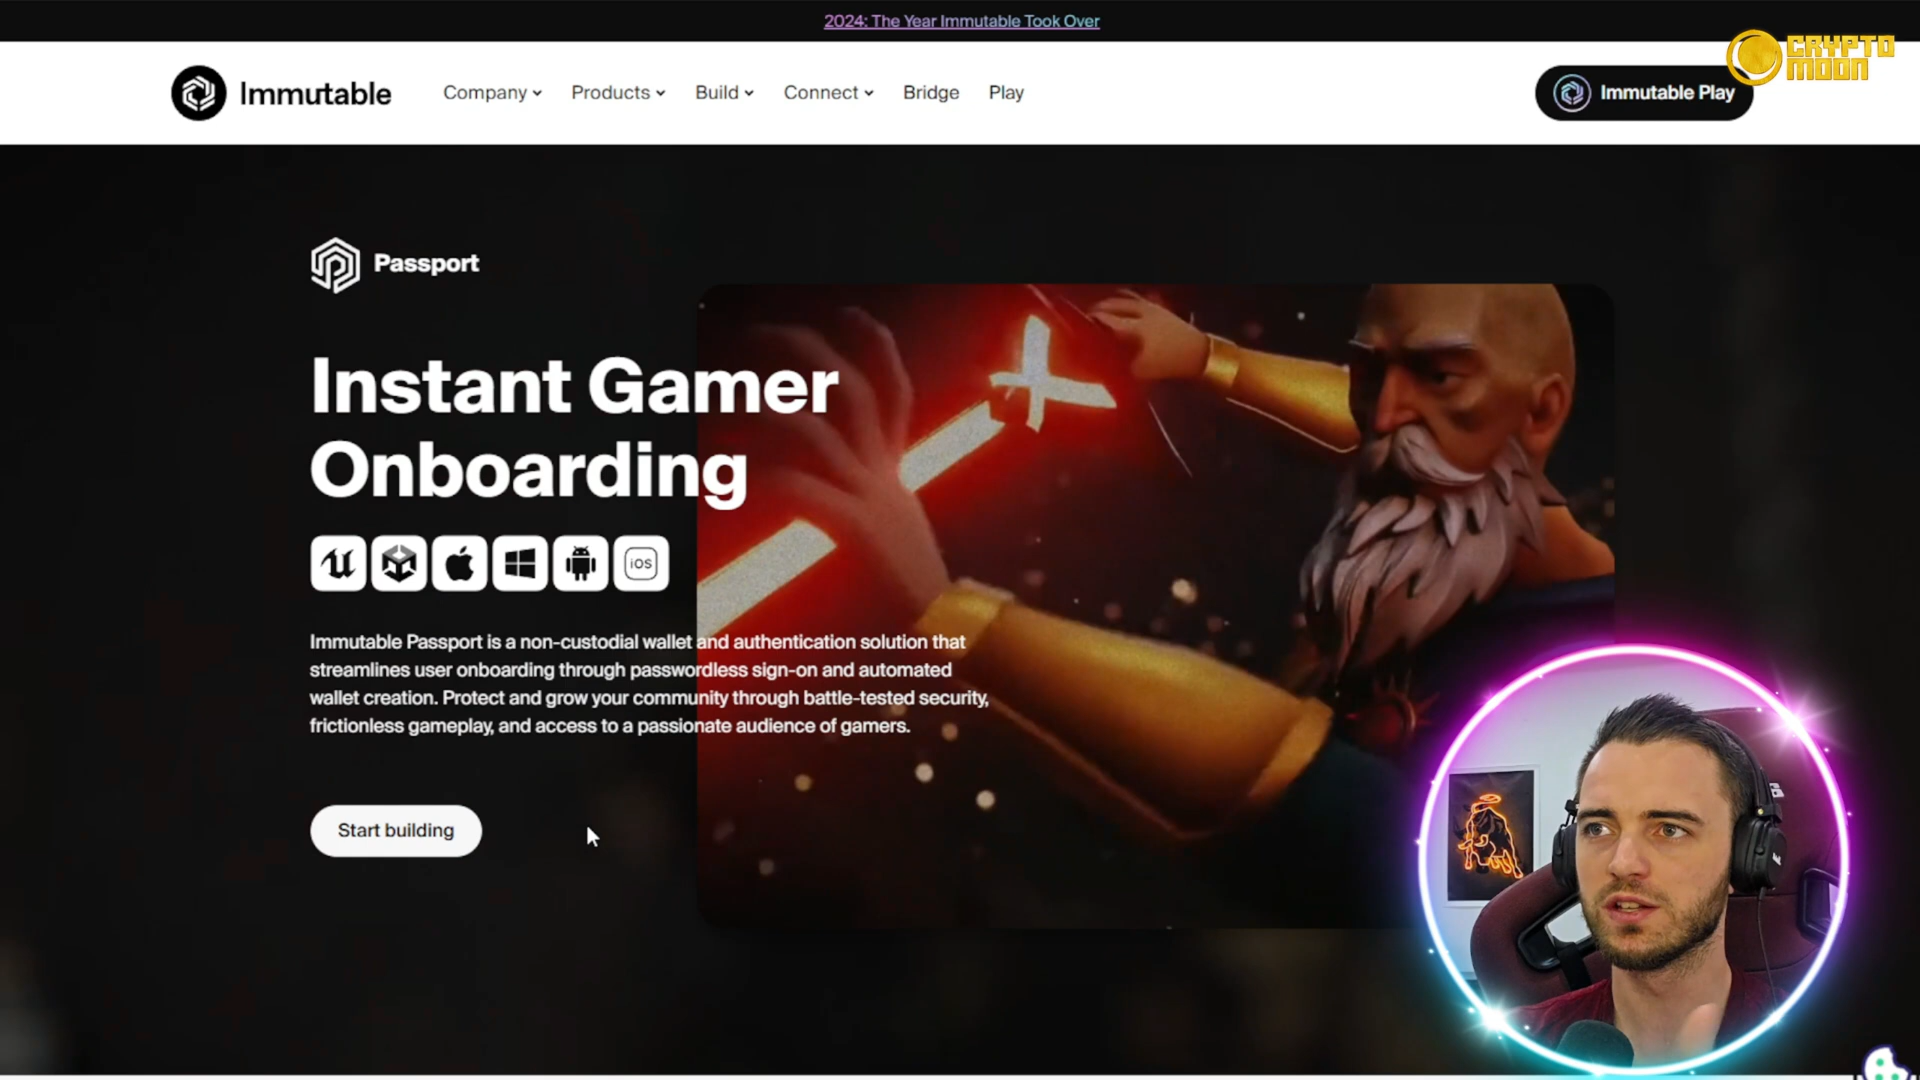 2024: The Year Immutable Took Over
CRYPTO
MOON
Immutable
Company
Products
Build
Connect
Bridge
Play
Immutable Play
Passport
Instant Gamer
Onboarding
iOS
Immutable Passport is a non-custodial wallet and authentication solution that
streamlines user onboarding through passwordless sign-on and automated
wallet creation. Protect and grow your community through battle-tested security,
frictionless gameplay, and access to a passionate audience of gamers.
Start building